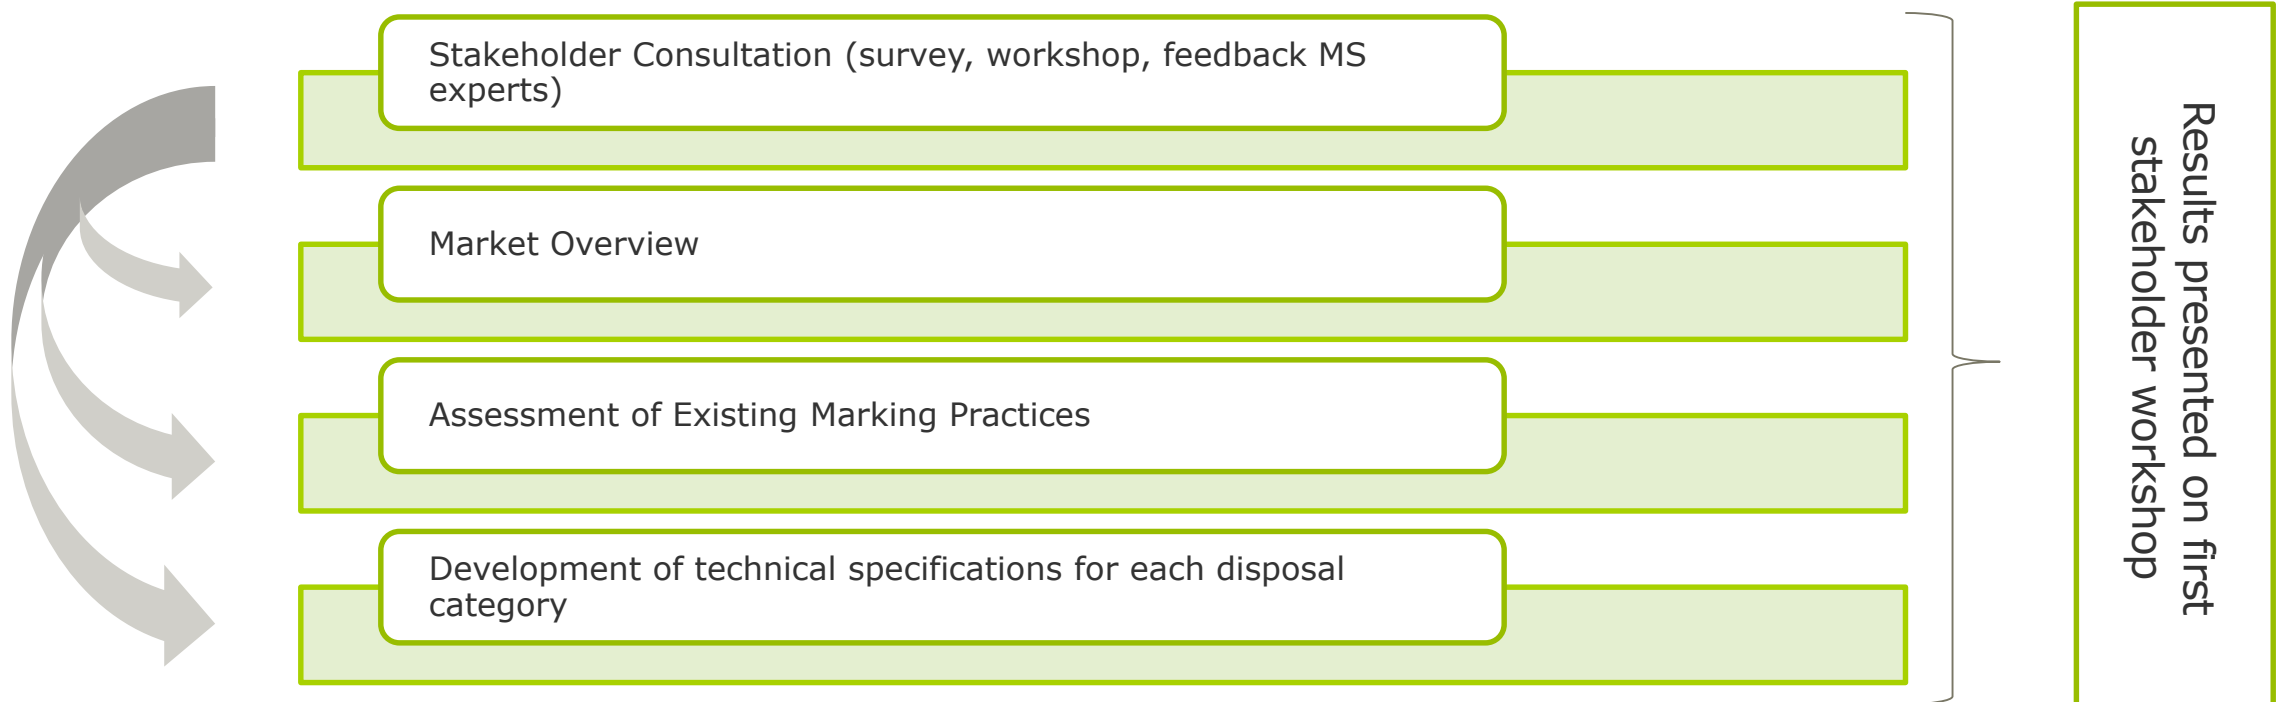 Stakeholder Consultation (survey, workshop, feedback MS
experts)
Market Overview
Assessment of Existing Marking Practices
Development of technical specifications for each disposal
category
Results presented on first
stakeholder workshop